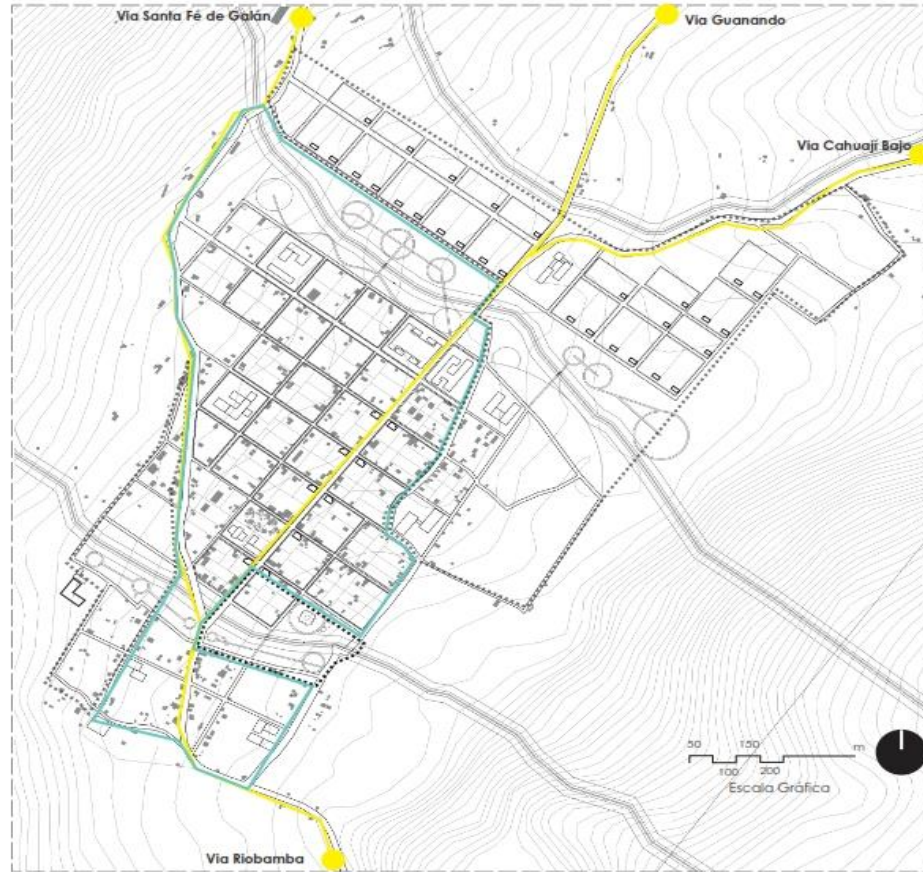 Vía Santa Fé de Galán
Vía Guanando
Vía Cahuají Bajo
50 150 m
100 200
Escala Gráfica
Vía Riobamba